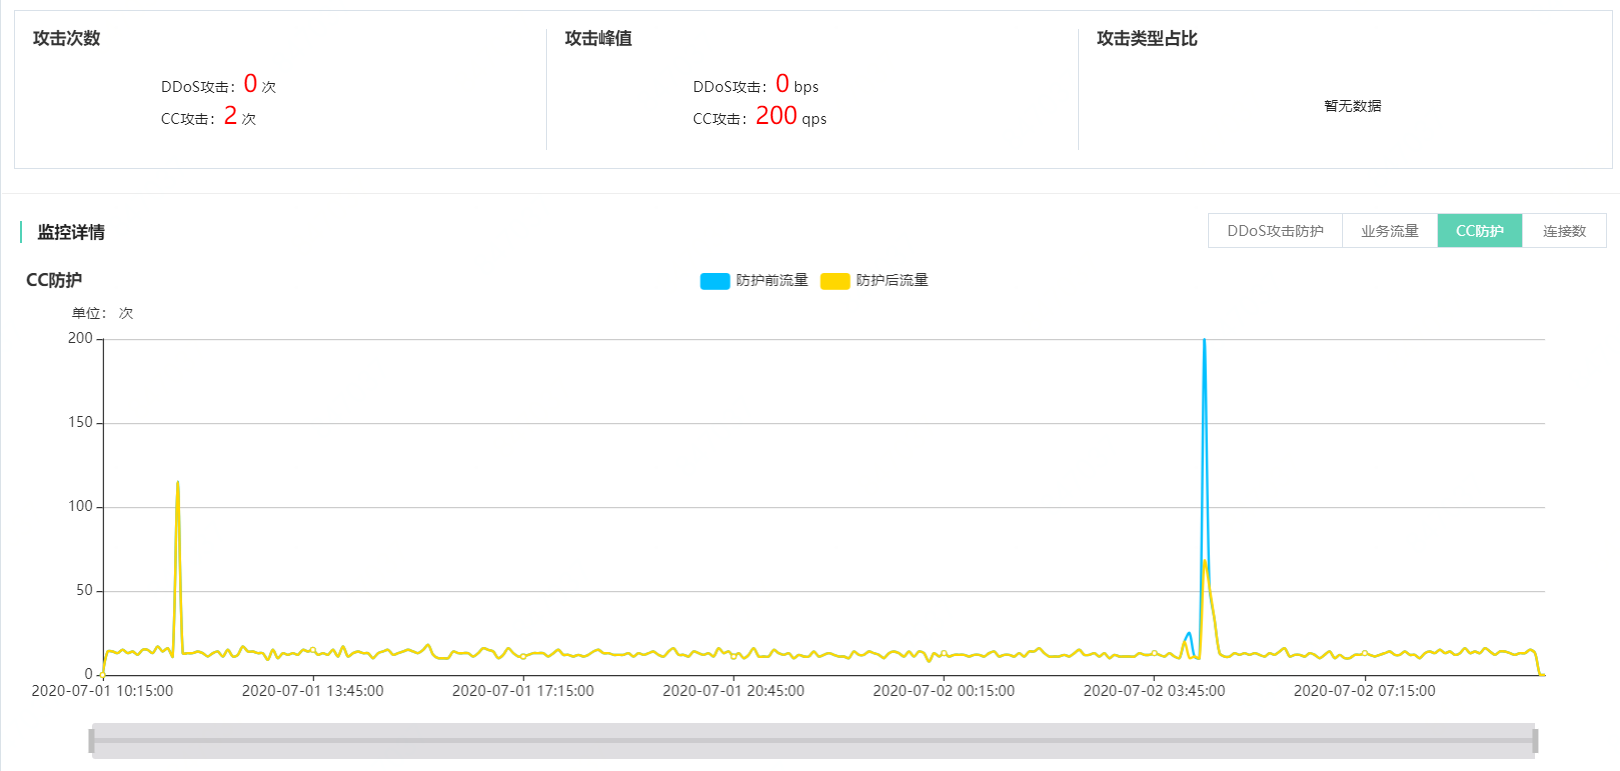 攻击次数
DDoS攻击：0 次
CC攻击：2 次
攻击峰值
DDoS攻击：0 bps
CC攻击：200 qps
攻击类型占比
暂无数据
监控详情
DDoS攻击防护 业务流量 CC防护 连接数
CC防护
防护前流量 防护后流量
单位： 次
200
150
100
50
0
2020-07-01 10:15:00 2020-07-01 13:45:00 2020-07-01 17:15:00 2020-07-01 20:45:00 2020-07-02 00:15:00 2020-07-02 03:45:00 2020-07-02 07:15:00